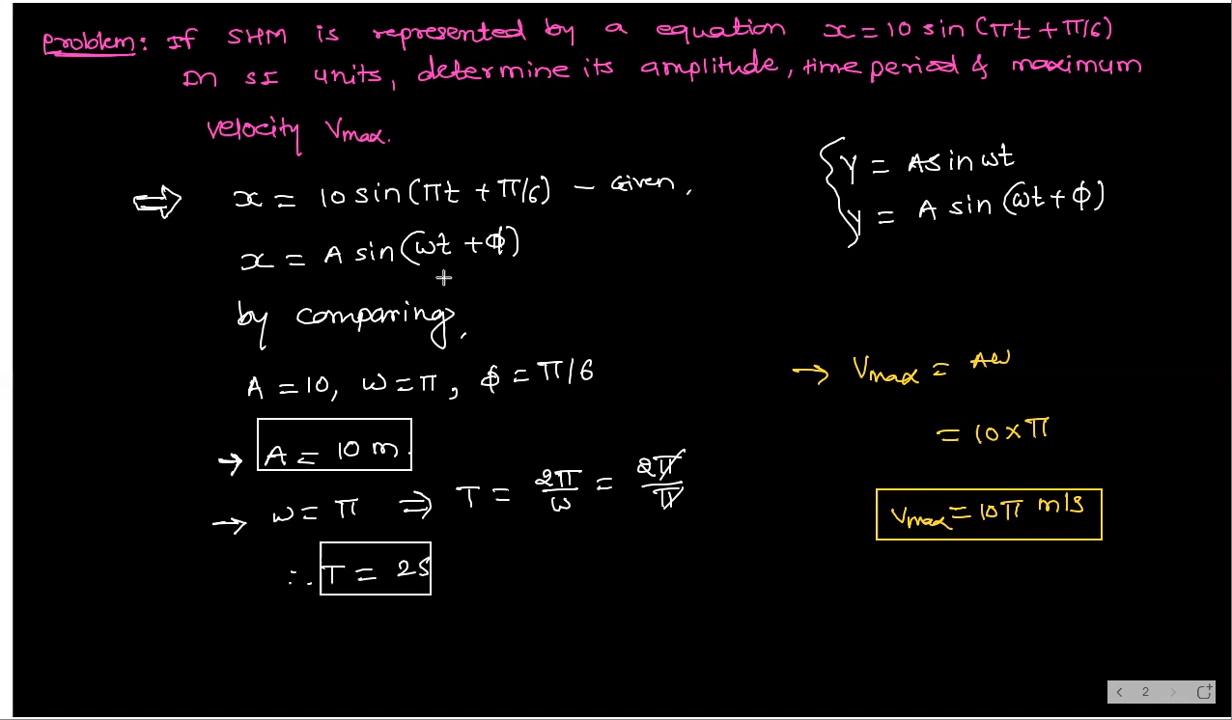 Problem: If SHM is represented by a equation x = 10 sin (πt + π/6)
In SI units, determine its amplitude, time period & maximum
velocity Vmax.
⇒ x = 10 sin (πt + π/6) - Given,
x = A sin (ωt + ϕ)
by comparing,
A = 10, ω = π, ϕ = π/6
→ A = 10 m.
→ ω = π ⇒ T = 2π/ω = 2π/π
∴ T = 2S
{ Y = A sin ωt
Y = A sin (ωt + ϕ)
→ Vmax = Aω
= 10 × π
Vmax = 10π m/s
< 2 >